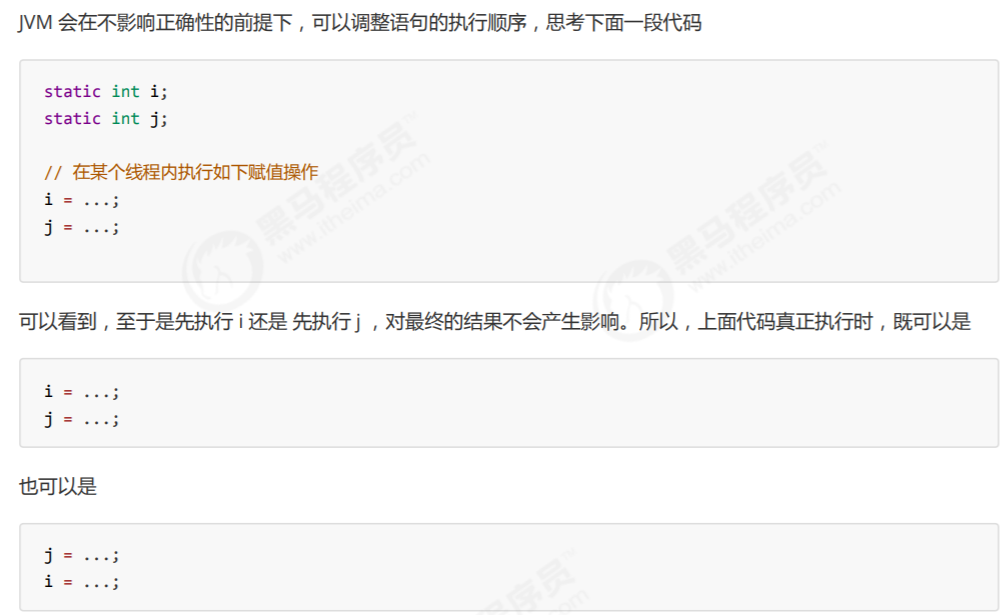 JVM 会在不影响正确性的前提下，可以调整语句的执行顺序，思考下面一段代码
static int i;
static int j;
// 在某个线程内执行如下赋值操作
i = ...;
j = ...;
黑马程序员™
www.itheima.com
黑马程序员™
www.itheima.com
可以看到，至于是先执行 i 还是 先执行 j ，对最终的结果不会产生影响。所以，上面代码真正执行时，既可以是
i = ...;
j = ...;
也可以是
j = ...;
i = ...;
程序员™